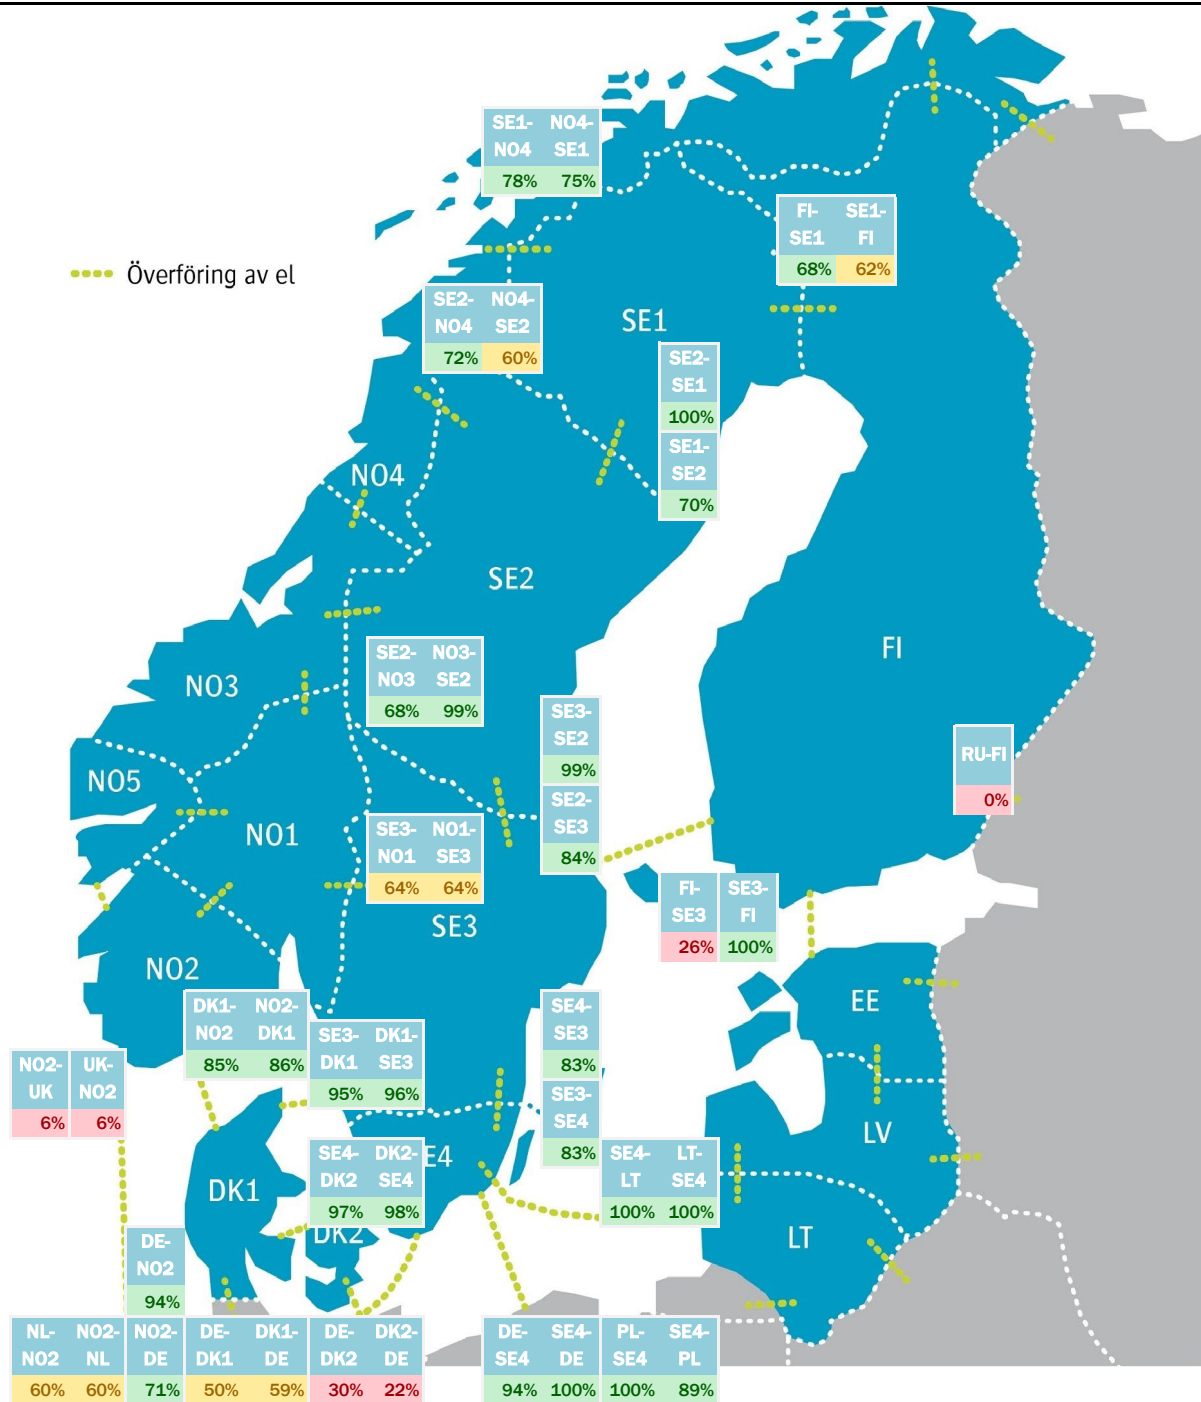 SE1- NO4-
NO4 SE1
78% 75%
FI- SE1-
SE1 FI
68% 62%
Överföring av el
SE2- NO4-
NO4 SE2
72% 60%
SE1
SE2-
SE1
100%
SE1-
SE2
70%
NO4
SE2
FI
SE2- NO3-
NO3 SE2
68% 99%
NO3
SE3-
SE2
99%
SE2-
SE3
84%
RU-FI
0%
NO5
NO1
SE3- NO1-
NO1 SE3
64% 64%
SE3
FI- SE3-
SE3 FI
26% 100%
NO2
EE
DK1- NO2-
NO2 DK1
85% 86%
SE3- DK1-
DK1 SE3
95% 96%
SE4-
SE3
83%
SE3-
SE4
83%
NO2- UK-
UK NO2
6% 6%
LV
SE4- DK2-
DK2 SE4
97% 98%
E4
SE4- LT-
LT SE4
100% 100%
DK1
DK2
LT
DE-
NO2
94%
NL- NO2- NO2- DE- DK1- DE- DK2-
NO2 NL DE DK1 DE DK2 DE
60% 60% 71% 50% 59% 30% 22%
DE- SE4- PL- SE4-
SE4 DE SE4 PL
94% 100% 100% 89%